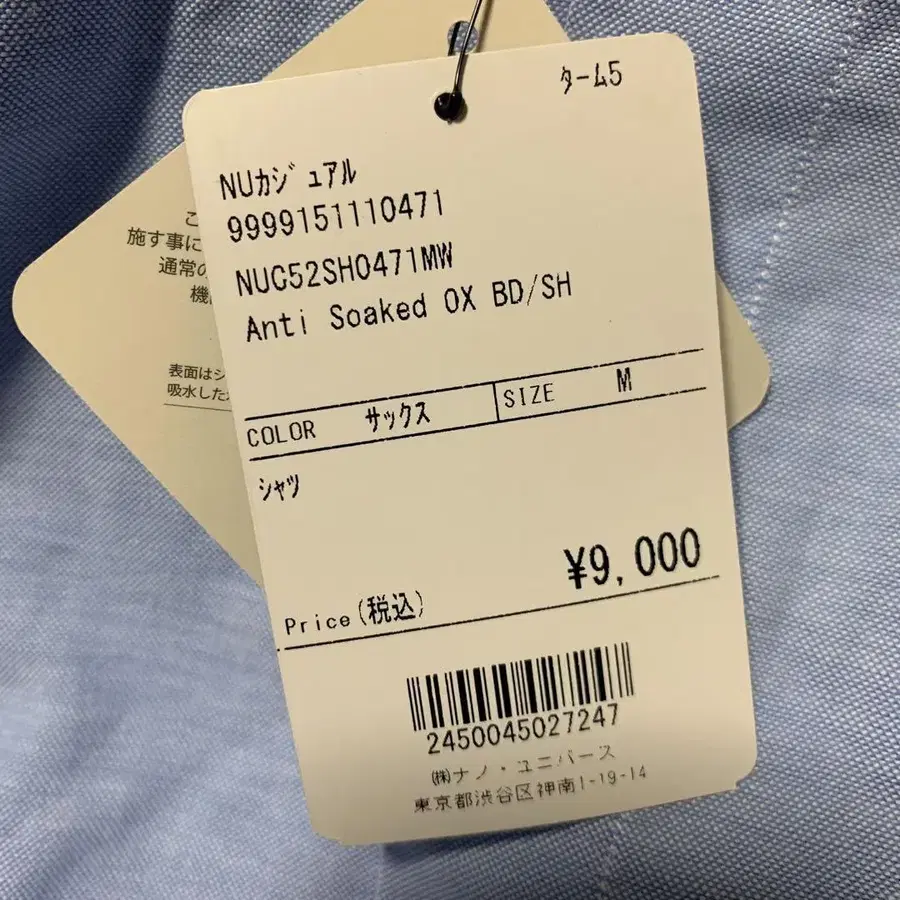 ターム5
NUカジュアル
9999151110471
NUC52SH0471MW
Anti Soaked OX BD/SH
COLOR サックス SIZE M
シャツ
¥9,000
Price(税込)
2450045027247
㈱ナノ・ユニバース
東京都渋谷区神南1-19-14
こ
施す事に
通常の
機
表面はシ
吸水した